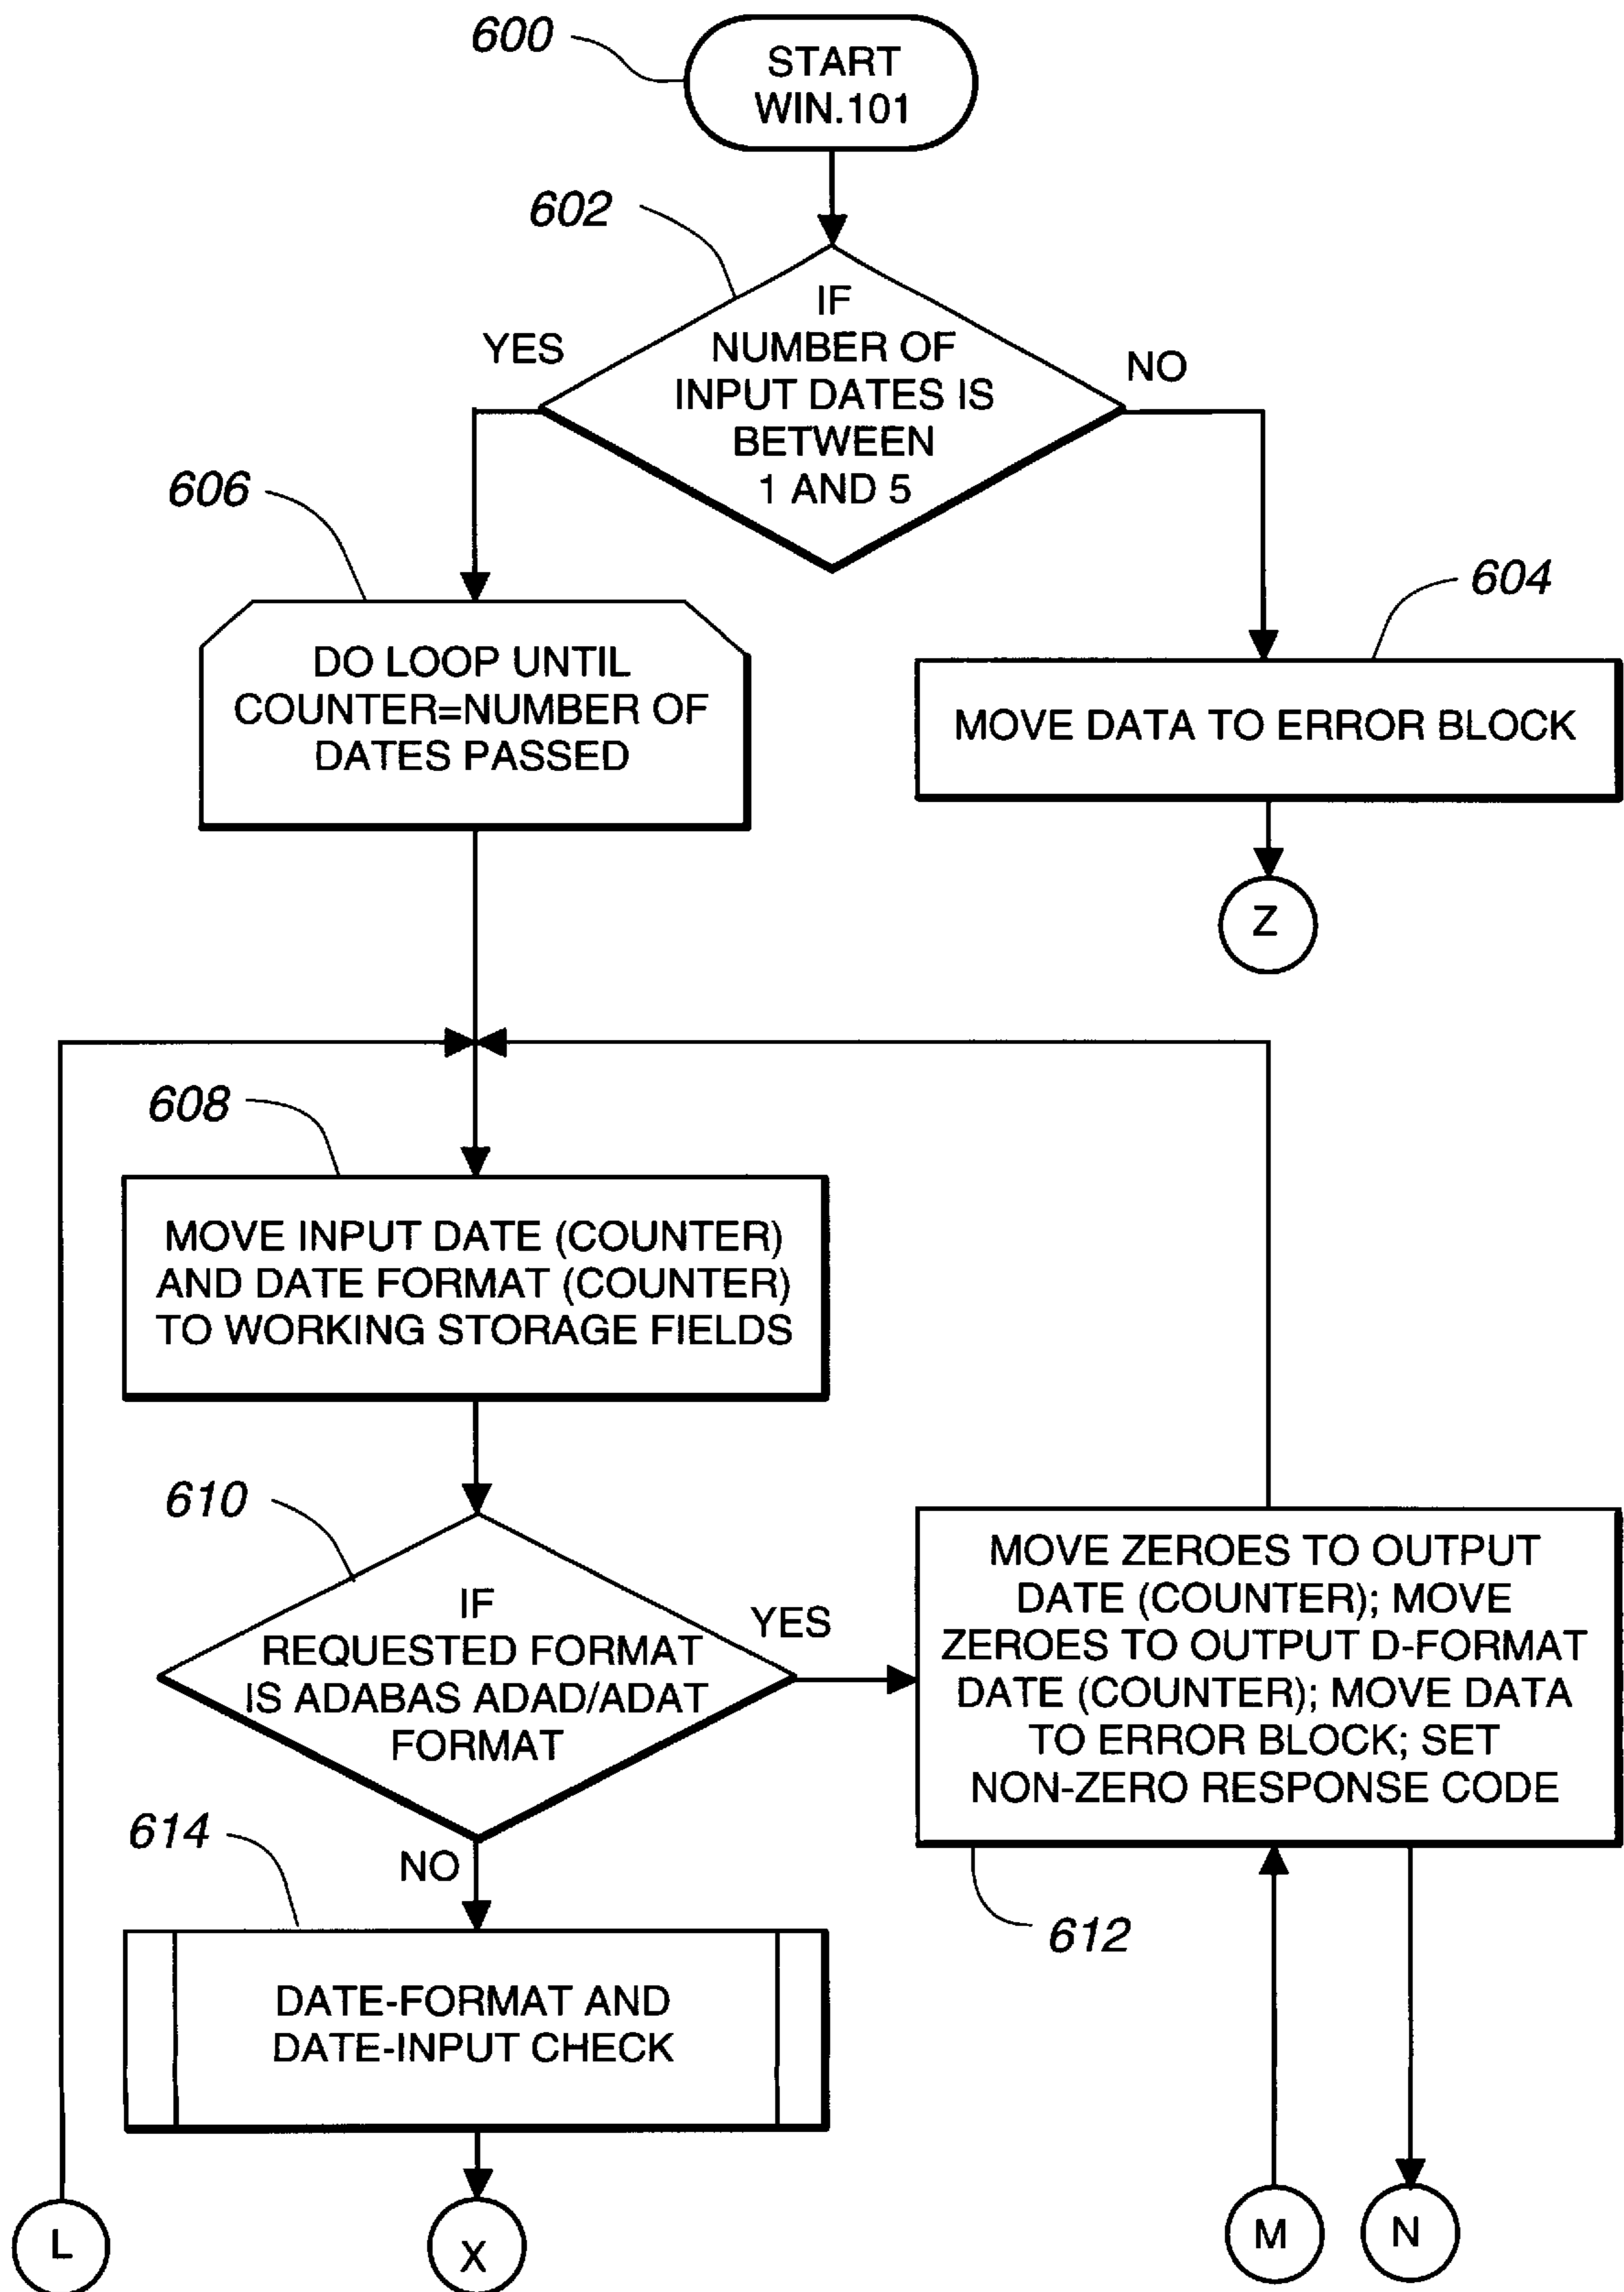 600
START
WIN.101
602
IF
NUMBER OF
INPUT DATES IS
BETWEEN
1 AND 5
YES
NO
606
DO LOOP UNTIL
COUNTER=NUMBER OF
DATES PASSED
604
MOVE DATA TO ERROR BLOCK
Z
608
MOVE INPUT DATE (COUNTER)
AND DATE FORMAT (COUNTER)
TO WORKING STORAGE FIELDS
610
IF
REQUESTED FORMAT
IS ADABAS ADAD/ADAT
FORMAT
YES
MOVE ZEROES TO OUTPUT
DATE (COUNTER); MOVE
ZEROES TO OUTPUT D-FORMAT
DATE (COUNTER); MOVE DATA
TO ERROR BLOCK; SET
NON-ZERO RESPONSE CODE
612
614
NO
DATE-FORMAT AND
DATE-INPUT CHECK
L
X
M
N